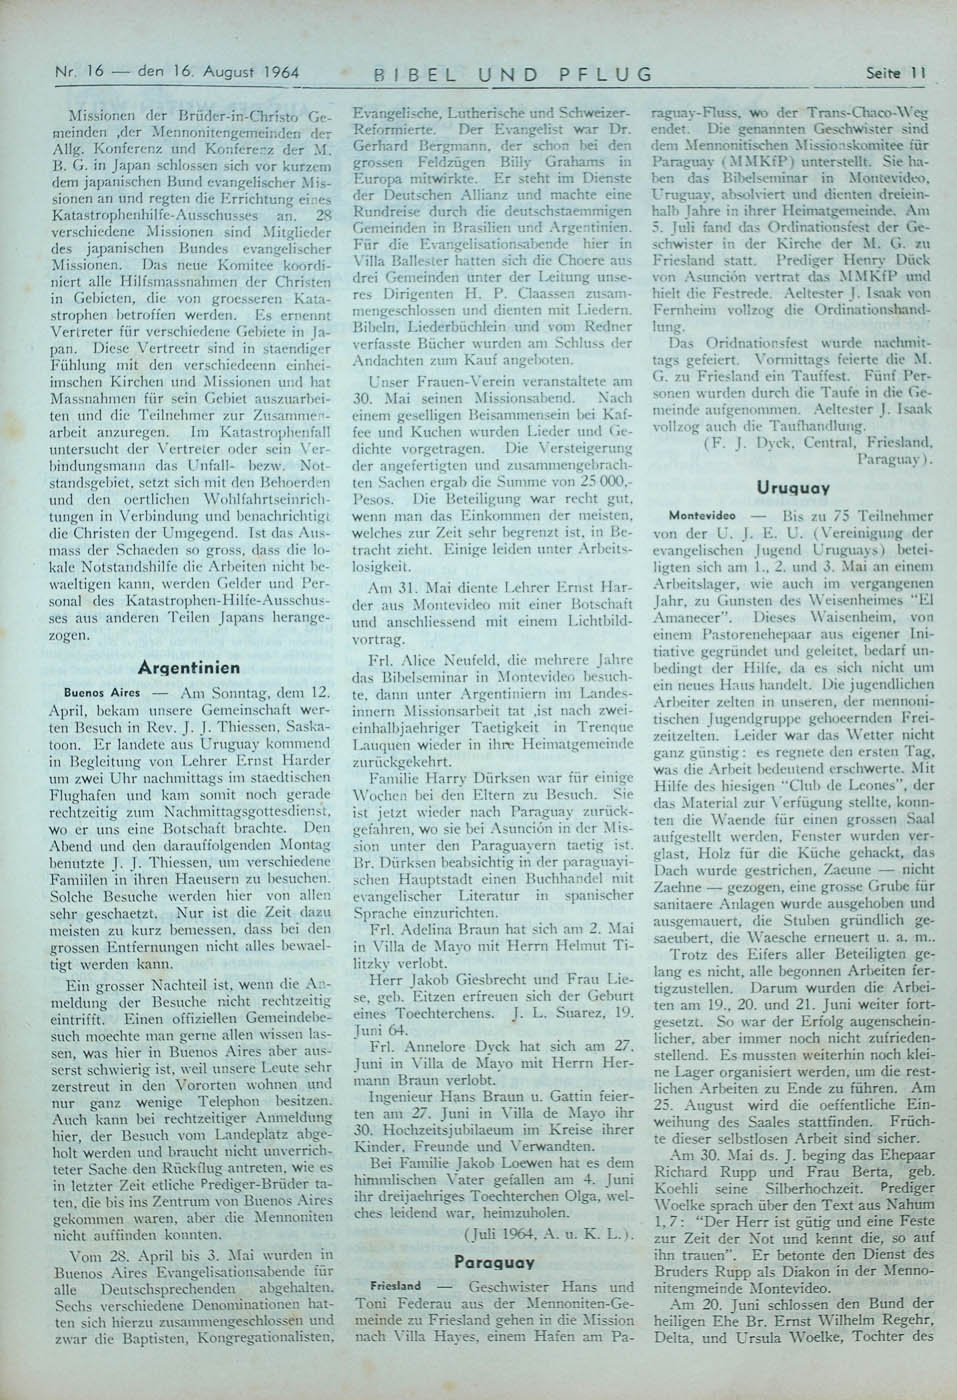 Nr. 16 — den 16. August 1964
BIBEL UND PFLUG
Seite 11
Missionen der Brüder-in-Christo Ge-
meinden ,der Mennonitengemeinden der
Allg. Konferenz und Konferenz der M.
B. G. in Japan schlossen sich vor kurzem
dem japanischen Bund evangelischer Mis-
sionen an und regten die Errichtung eines
Katastrophenhilfe-Ausschusses an. 28
verschiedene Missionen sind Mitglieder
des japanischen Bundes evangelischer
Missionen. Das neue Komitee koordi-
niert alle Hilfsmassnahmen der Christen
in Gebieten, die von groesseren Kata-
strophen betroffen werden. Es ernennt
Vertreter für verschiedene Gebiete in Ja-
pan. Diese Vertreetr sind in staendiger
Fühlung mit den verschiedeenn einhei-
imschen Kirchen und Missionen und hat
Massnahmen für sein Gebiet auszuarbei-
ten und die Teilnehmer zur Zusammen-
arbeit anzuregen. Im Katastrophenfall
untersucht der Vertreter oder sein Ver-
bindungsmann das Unfall- bezw. Not-
standsgebiet, setzt sich mit den Behoerden
und den oertlichen Wohlfahrtseinrich-
tungen in Verbindung und benachrichtigt
die Christen der Umgegend. Ist das Aus-
mass der Schaeden so gross, dass die lo-
kale Notstandshilfe die Arbeiten nicht be-
waeltigen kann, werden Gelder und Per-
sonal des Katastrophen-Hilfe-Ausschus-
ses aus anderen Teilen Japans herange-
zogen.
Argentinien
Buenos Aires — Am Sonntag, dem 12.
April, bekam unsere Gemeinschaft wer-
ten Besuch in Rev. J. J. Thiessen, Saska-
toon. Er landete aus Uruguay kommend
in Begleitung von Lehrer Ernst Harder
um zwei Uhr nachmittags im staedtischen
Flughafen und kam somit noch gerade
rechtzeitig zum Nachmittagsgottesdienst,
wo er uns eine Botschaft brachte. Den
Abend und den darauffolgenden Montag
benutzte J. J. Thiessen, um verschiedene
Famiilen in ihren Haeusern zu besuchen.
Solche Besuche werden hier von allen
sehr geschaetzt. Nur ist die Zeit dazu
meisten zu kurz bemessen, dass bei den
grossen Entfernungen nicht alles bewael-
tigt werden kann.
Ein grosser Nachteil ist, wenn die An-
meldung der Besuche nicht rechtzeitig
eintrifft. Einen offiziellen Gemeindebe-
such moechte man gerne allen wissen las-
sen, was hier in Buenos Aires aber aus-
serst schwierig ist, weil unsere Leute sehr
zerstreut in den Vororten wohnen und
nur ganz wenige Telephon besitzen.
Auch kann bei rechtzeitiger Anmeldung
hier, der Besuch vom Landeplatz abge-
holt werden und braucht nicht unverrich-
teter Sache den Rückflug antreten, wie es
in letzter Zeit etliche Prediger-Brüder ta-
ten, die bis ins Zentrum von Buenos Aires
gekommen waren, aber die Mennoniten
nicht auffinden konnten.
Vom 28. April bis 3. Mai wurden in
Buenos Aires Evangelisationsabende für
alle Deutschsprechenden abgehalten.
Sechs verschiedene Denominationen hat-
ten sich hierzu zusammengeschlossen und
zwar die Baptisten, Kongregationalisten,
Evangelische, Lutherische und Schweizer-
Reformierte. Der Evangelist war Dr.
Gerhard Bergmann, der schon bei den
grossen Feldzügen Billy Grahams in
Europa mitwirkte. Er steht im Dienste
der Deutschen Allianz und machte eine
Rundreise durch die deutschstaemmigen
Gemeinden in Brasilien und Argentinien.
Für die Evangelisationsabende hier in
Villa Ballester hatten sich die Choere aus
drei Gemeinden unter der Leitung unse-
res Dirigenten H. P. Claassen zusam-
mengeschlossen und dienten mit Liedern.
Bibeln, Liederbüchlein und vom Redner
verfasste Bücher wurden am Schluss der
Andachten zum Kauf angeboten.
Unser Frauen-Verein veranstaltete am
30. Mai seinen Missionsabend. Nach
einem geselligen Beisammensein bei Kaf-
fee und Kuchen wurden Lieder und Ge-
dichte vorgetragen. Die Versteigerung
der angefertigten und zusammengebrach-
ten Sachen ergab die Summe von 25 000,-
Pesos. Die Beteiligung war recht gut,
wenn man das Einkommen der meisten,
welches zur Zeit sehr begrenzt ist, in Be-
tracht zieht. Einige leiden unter Arbeits-
losigkeit.
Am 31. Mai diente Lehrer Ernst Har-
der aus Montevideo mit einer Botschaft
und anschliessend mit einem Lichtbild-
vortrag.
Frl. Alice Neufeld, die mehrere Jahre
das Bibelseminar in Montevideo besuch-
te, dann unter Argentiniern im Landes-
innern Missionsarbeit tat ,ist nach zwei-
einhalbjaehriger Taetigkeit in Trenque
Lauquen wieder in ihre Heimatgemeinde
zurückgekehrt.
Familie Harry Dürksen war für einige
Wochen bei den Eltern zu Besuch. Sie
ist jetzt wieder nach Paraguay zurück-
gefahren, wo sie bei Asunción in der Mis-
sion unter den Paraguayern taetig ist.
Br. Dürksen beabsichtig in der paraguayi-
schen Hauptstadt einen Buchhandel mit
evangelischer Literatur in spanischer
Sprache einzurichten.
Frl. Adelina Braun hat sich am 2. Mai
in Villa de Mayo mit Herrn Helmut Ti-
litzky verlobt.
Herr Jakob Giesbrecht und Frau Lie-
se, geb. Eitzen erfreuen sich der Geburt
eines Toechterchens. J. L. Suarez, 19.
Juni 64.
Frl. Annelore Dyck hat sich am 27.
Juni in Villa de Mayo mit Herrn Her-
mann Braun verlobt.
Ingenieur Hans Braun u. Gattin feier-
ten am 27. Juni in Villa de Mayo ihr
30. Hochzeitsjubilaeum im Kreise ihrer
Kinder, Freunde und Verwandten.
Bei Familie Jakob Loewen hat es dem
himmlischen Vater gefallen am 4. Juni
ihr dreijaehriges Toechterchen Olga, wel-
ches leidend war, heimzuholen.
(Juli 1964, A. u. K. L.).
Paraguay
Friesland — Geschwister Hans und
Toni Federau aus der Mennoniten-Ge-
meinde zu Friesland gehen in die Mission
nach Villa Hayes, einem Hafen am Pa-
raguay-Fluss, wo der Trans-Chaco-Weg
endet. Die genannten Geschwister sind
dem Mennonitischen Missionskomitee für
Paraguay (MMKfP) unterstellt. Sie ha-
ben das Bibelseminar in Montevideo,
Uruguay, absolviert und dienten dreiein-
halb Jahre in ihrer Heimatgemeinde. Am
5. Juli fand das Ordinationsfest der Ge-
schwister in der Kirche der M. G. zu
Friesland statt. Prediger Henry Dück
von Asunción vertrat das MMKfP und
hielt die Festrede. Aeltester J. Isaak von
Fernheim vollzog die Ordinationshand-
lung.
Das Oridnationsfest wurde nachmit-
tags gefeiert. Vormittags feierte die M.
G. zu Friesland ein Tauffest. Fünf Per-
sonen wurden durch die Taufe in die Ge-
meinde aufgenommen. Aeltester J. Isaak
vollzog auch die Taufhandlung.
(F. J. Dyck, Central, Friesland,
Paraguay).
Uruguay
Montevideo — Bis zu 75 Teilnehmer
von der U. J. E. U. (Vereinigung der
evangelischen Jugend Uruguays) betei-
ligten sich am 1., 2. und 3. Mai an einem
Arbeitslager, wie auch im vergangenen
Jahr, zu Gunsten des Weisenheimes "El
Amanecer". Dieses Waisenheim, von
einem Pastorenehepaar aus eigener Ini-
tiative gegründet und geleitet, bedarf un-
bedingt der Hilfe, da es sich nicht um
ein neues Haus handelt. Die jugendlichen
Arbeiter zelten in unseren, der mennoni-
tischen Jugendgruppe gehoerenden Frei-
zeitzelten. Leider war das Wetter nicht
ganz günstig: es regnete den ersten Tag,
was die Arbeit bedeutend erschwerte. Mit
Hilfe des hiesigen "Club de Leones", der
das Material zur Verfügung stellte, konn-
ten die Waende für einen grossen Saal
aufgestellt werden, Fenster wurden ver-
glast, Holz für die Küche gehackt, das
Dach wurde gestrichen, Zaeune — nicht
Zaehne — gezogen, eine grosse Grube für
sanitaere Anlagen wurde ausgehoben und
ausgemauert, die Stuben gründlich ge-
saeubert, die Waesche erneuert u. a. m..
Trotz des Eifers aller Beteiligten ge-
lang es nicht, alle begonnen Arbeiten fer-
tigzustellen. Darum wurden die Arbei-
ten am 19., 20. und 21. Juni weiter fort-
gesetzt. So war der Erfolg augenschein-
licher, aber immer noch nicht zufrieden-
stellend. Es mussten weiterhin noch klei-
ne Lager organisiert werden, um die rest-
lichen Arbeiten zu Ende zu führen. Am
25. August wird die oeffentliche Ein-
weihung des Saales stattfinden. Früch-
te dieser selbstlosen Arbeit sind sicher.
Am 30. Mai ds. J. beging das Ehepaar
Richard Rupp und Frau Berta, geb.
Koehli seine Silberhochzeit. Prediger
Woelke sprach über den Text aus Nahum
1,7: "Der Herr ist gütig und eine Feste
zur Zeit der Not und kennt die, so auf
ihn trauen". Er betonte den Dienst des
Bruders Rupp als Diakon in der Menno-
nitengmeinde Montevideo.
Am 20. Juni schlossen den Bund der
heiligen Ehe Br. Ernst Wilhelm Regehr,
Delta, und Ursula Woelke, Tochter des